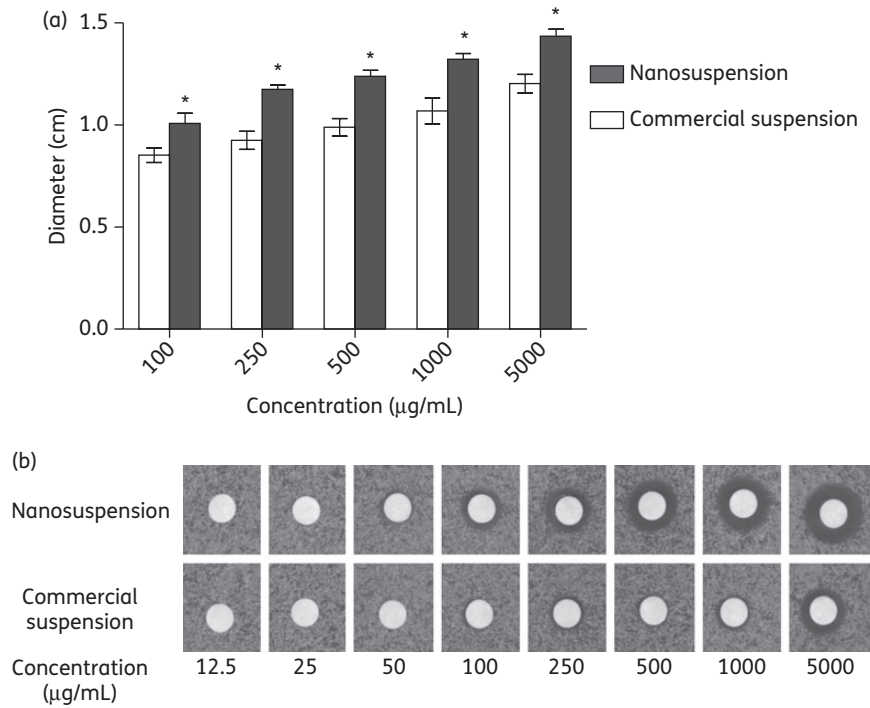 (a)
1.5
1.0
0.5
0.0
Diameter (cm)
* * * * *
100 250 500 1000 5000
Concentration (µg/mL)
Nanosuspension
Commercial suspension
(b)
Nanosuspension
Commercial
suspension
Concentration 12.5 25 50 100 250 500 1000 5000
(µg/mL)